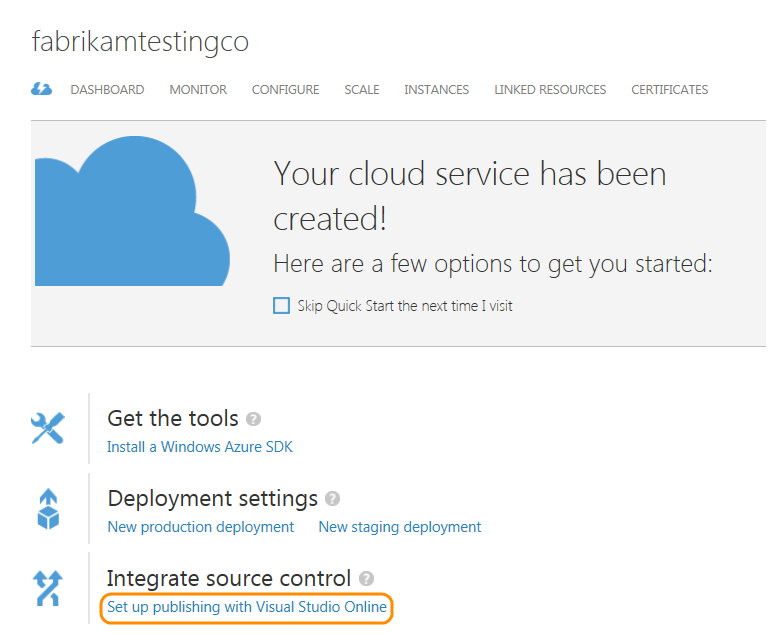 fabrikamtestingco
DASHBOARD MONITOR CONFIGURE SCALE INSTANCES LINKED RESOURCES CERTIFICATES
Your cloud service has been
created!
Here are a few options to get you started:
Skip Quick Start the next time I visit
Get the tools ?
Install a Windows Azure SDK
Deployment settings ?
New production deployment New staging deployment
Integrate source control ?
Set up publishing with Visual Studio Online